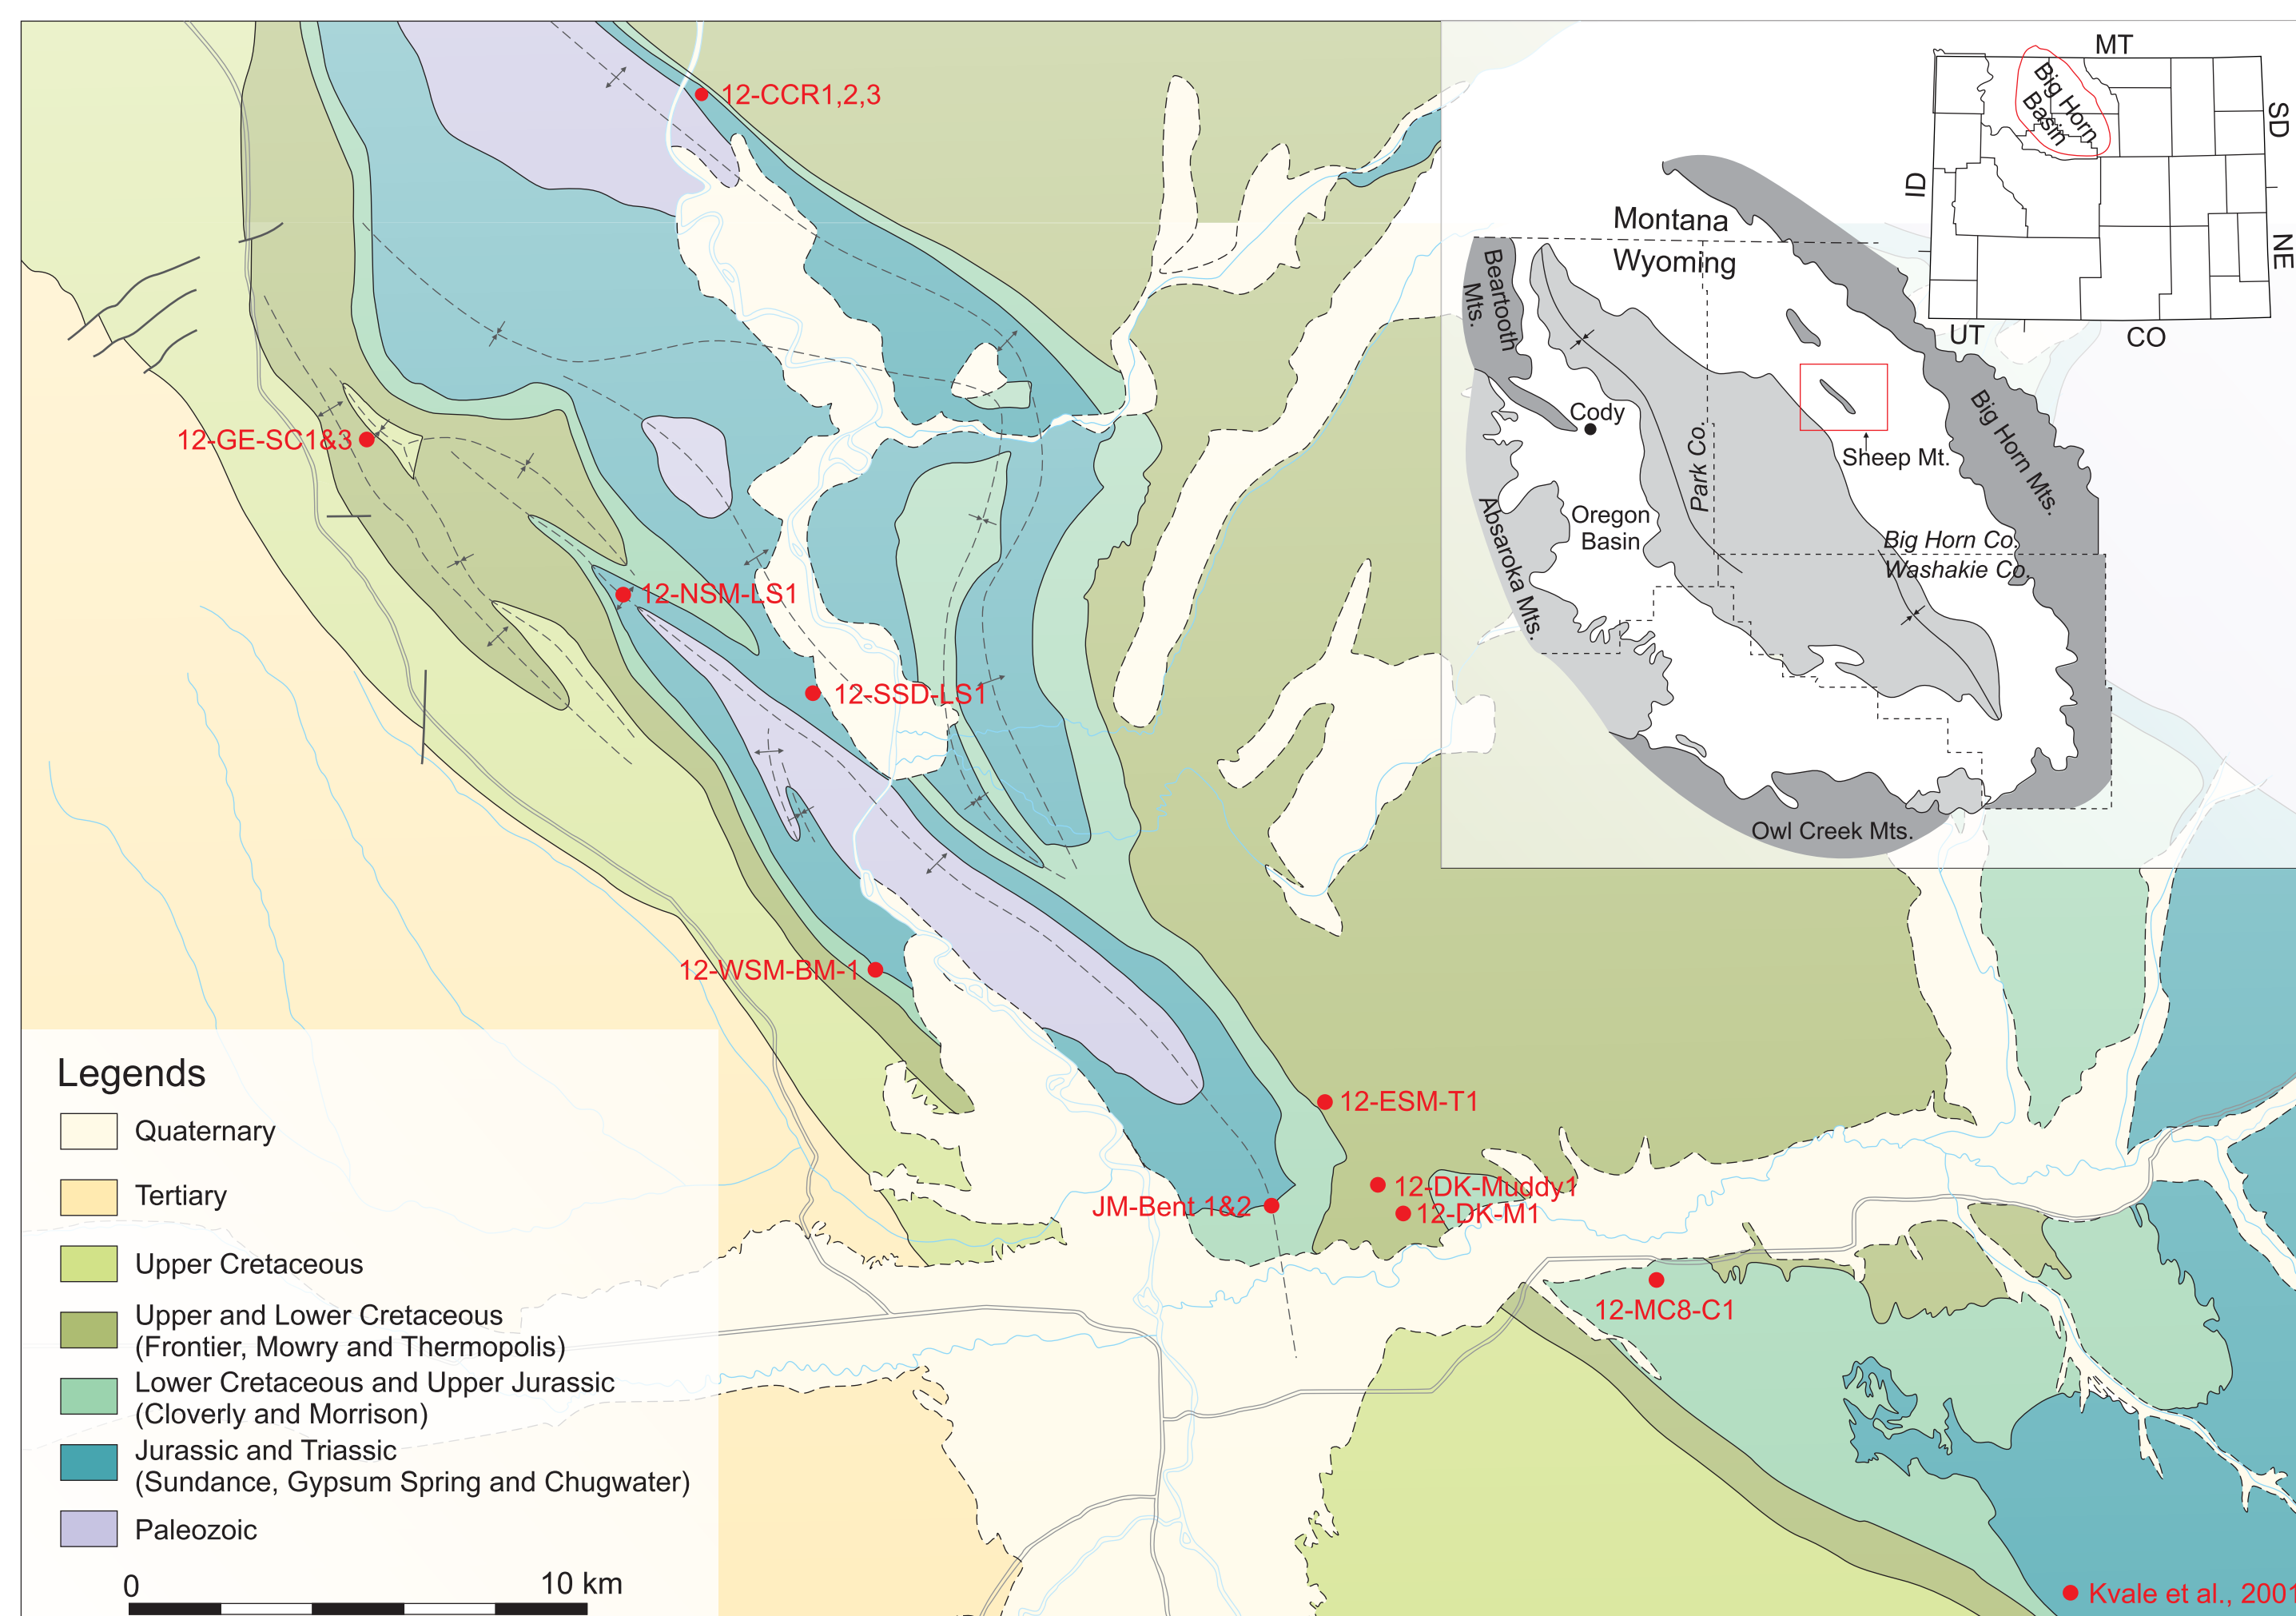 MT
Big Horn
Basin
SD
ID
NE
UT
CO
12-CCR1,2,3
Montana
Wyoming
Beartooth
Mts.
Cody
Park Co.
Sheep Mt.
Big Horn Mts.
12-GE-SC1&3
Absaroka Mts.
Oregon
Basin
Big Horn Co.
Washakie Co.
12-NSM-LS1
12-SSD-LS1
Owl Creek Mts.
12-WSM-BM-1
12-ESM-T1
12-DK-Muddy1
12-DK-M1
JM-Bent 1&2
12-MC8-C1
Legends
Quaternary
Tertiary
Upper Cretaceous
Upper and Lower Cretaceous
(Frontier, Mowry and Thermopolis)
Lower Cretaceous and Upper Jurassic
(Cloverly and Morrison)
Jurassic and Triassic
(Sundance, Gypsum Spring and Chugwater)
Paleozoic
0
10 km
Kvale et al., 2001